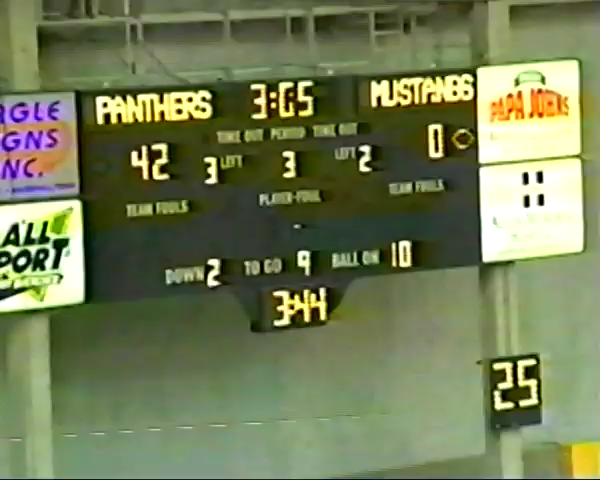 PANTHERS 3:05 MUSTANGS
TIME OUT PERIOD TIME OUT
42 3 LEFT 3 LEFT 2 0
TEAM FOULS PLAYER-FOUL TEAM FOULS
DOWN 2 TO GO 9 BALL ON 10
3:44
25
GLE
GNS
NC.
ALL
PORT
PAPA JOHNS